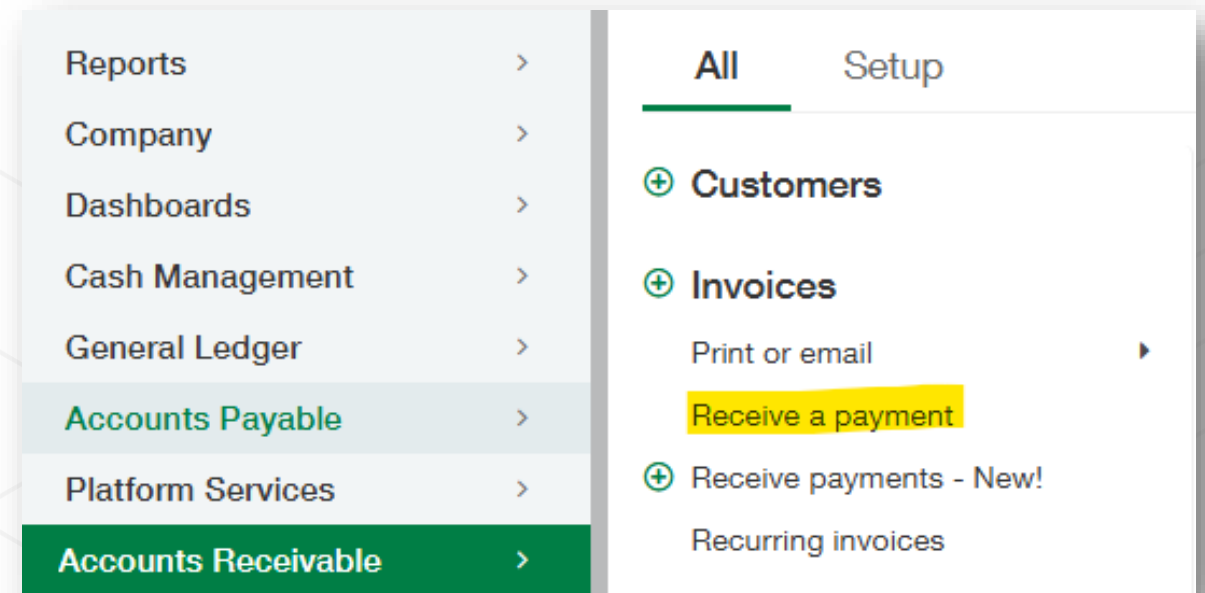 Reports
Company
Dashboards
Cash Management
General Ledger
Accounts Payable
Platform Services
Accounts Receivable
All Setup
Customers
Invoices
Print or email
Receive a payment
Receive payments - New!
Recurring invoices